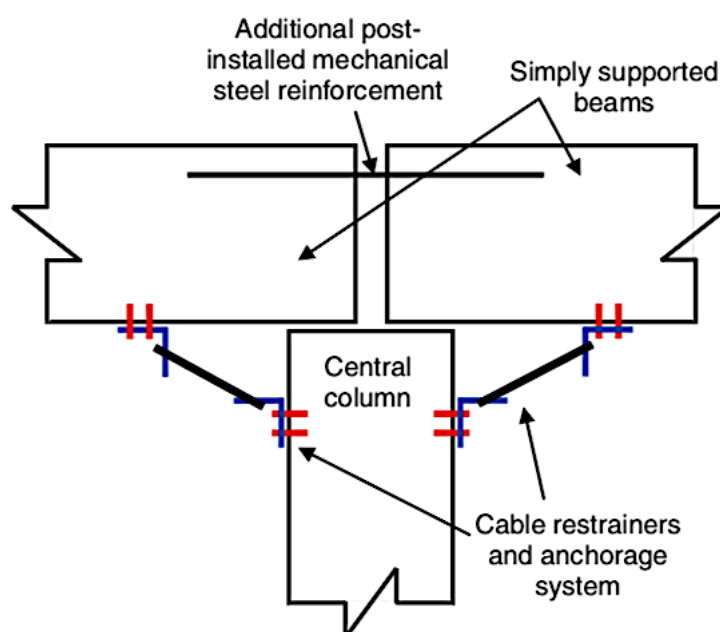 Additional post-
installed mechanical
steel reinforcement
Simply supported
beams
Central
column
Cable restrainers
and anchorage
system